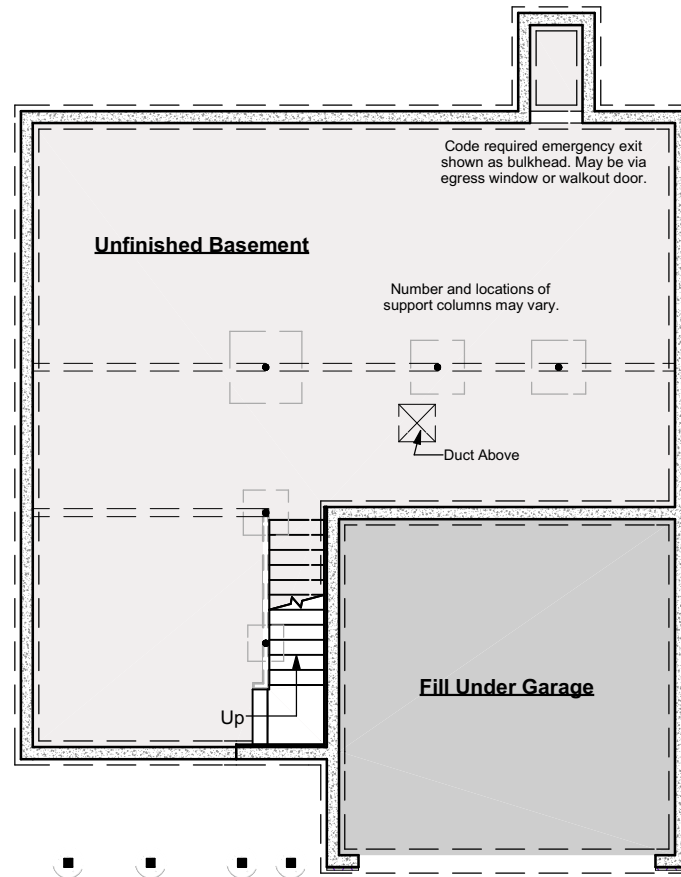 Code required emergency exit
shown as bulkhead. May be via
egress window or walkout door.
Unfinished Basement
Number and locations of
support columns may vary.
Duct Above
Fill Under Garage
Up